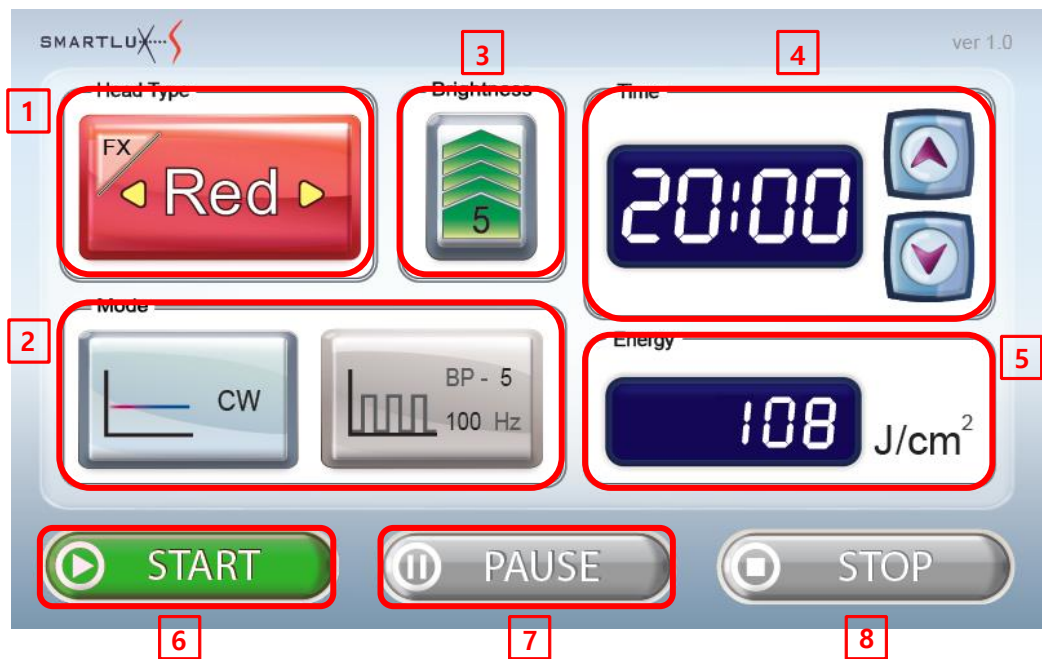 SMARTLUX S
ver 1.0
3
4
1
Head Type
Brightness
Time
FX
Red
5
20:00
2
Mode
Energy
5
CW
BP - 5
100 Hz
108
J/cm²
START
PAUSE
STOP
6
7
8